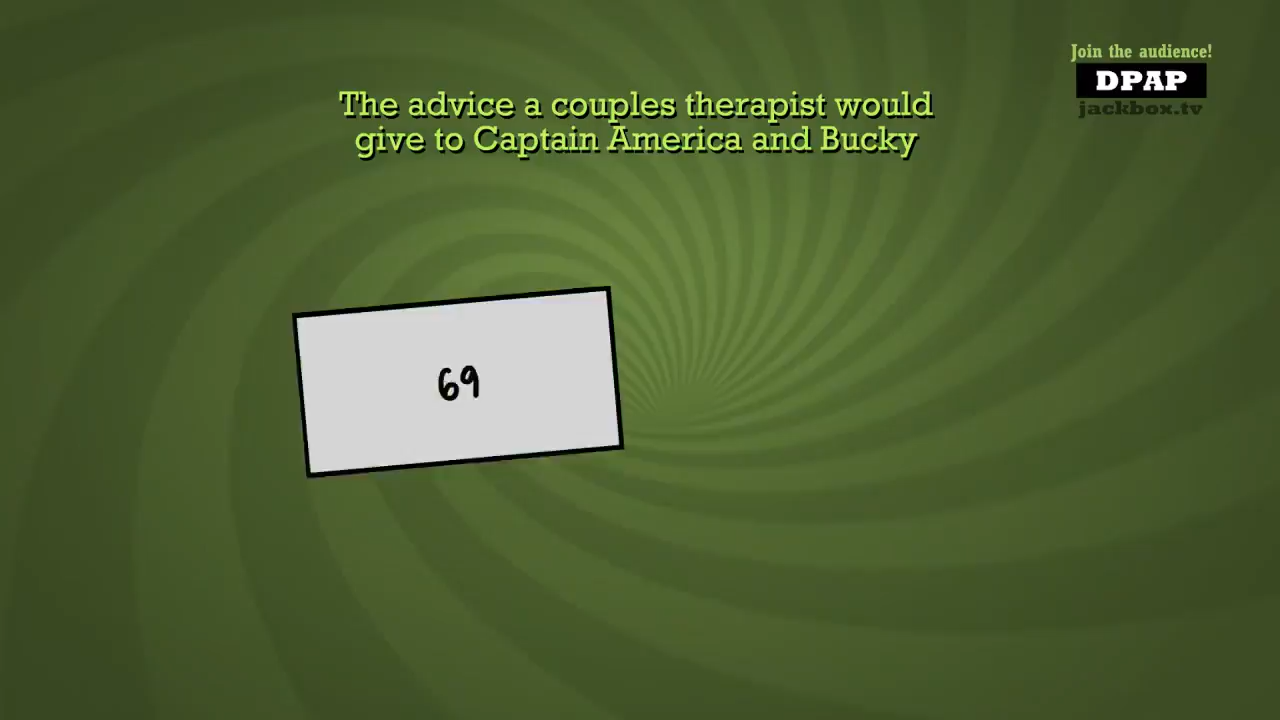 Join the audience!
DPAP
jackbox.tv
The advice a couples therapist would
give to Captain America and Bucky
69